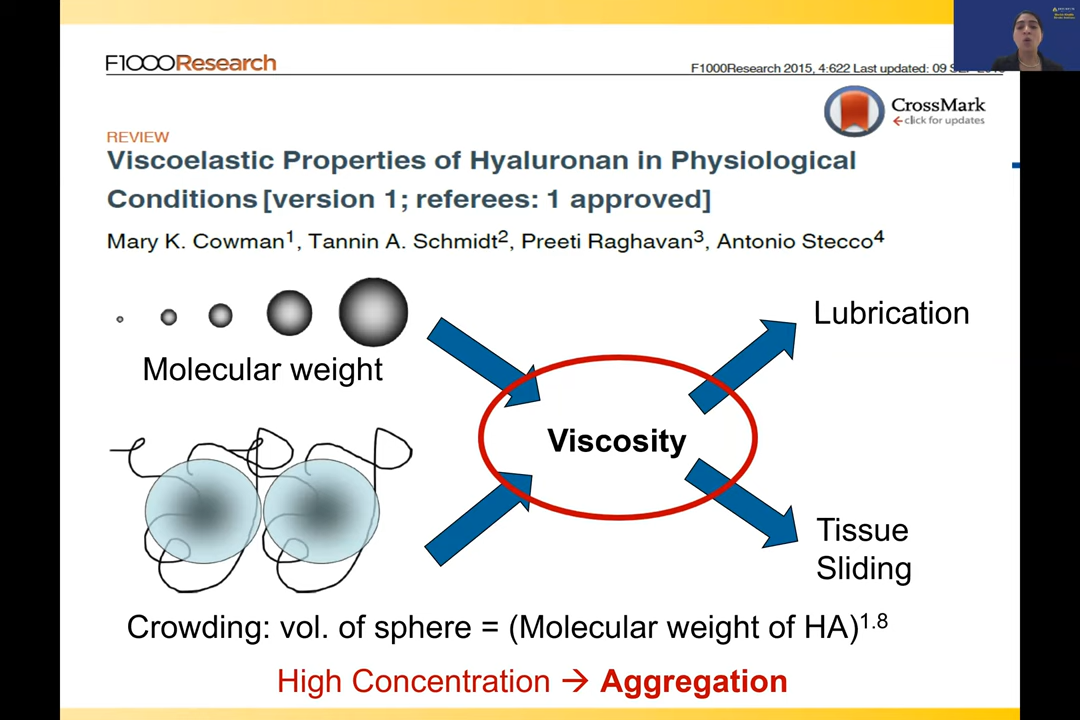 F1000Research
F1000Research 2015, 4:622 Last updated: 09
CrossMark
click for updates
REVIEW
Viscoelastic Properties of Hyaluronan in Physiological
Conditions [version 1; referees: 1 approved]
Mary K. Cowman1, Tannin A. Schmidt2, Preeti Raghavan3, Antonio Stecco4
Lubrication
Molecular weight
Viscosity
Tissue
Sliding
Crowding: vol. of sphere = (Molecular weight of HA)1.8
High Concentration → Aggregation